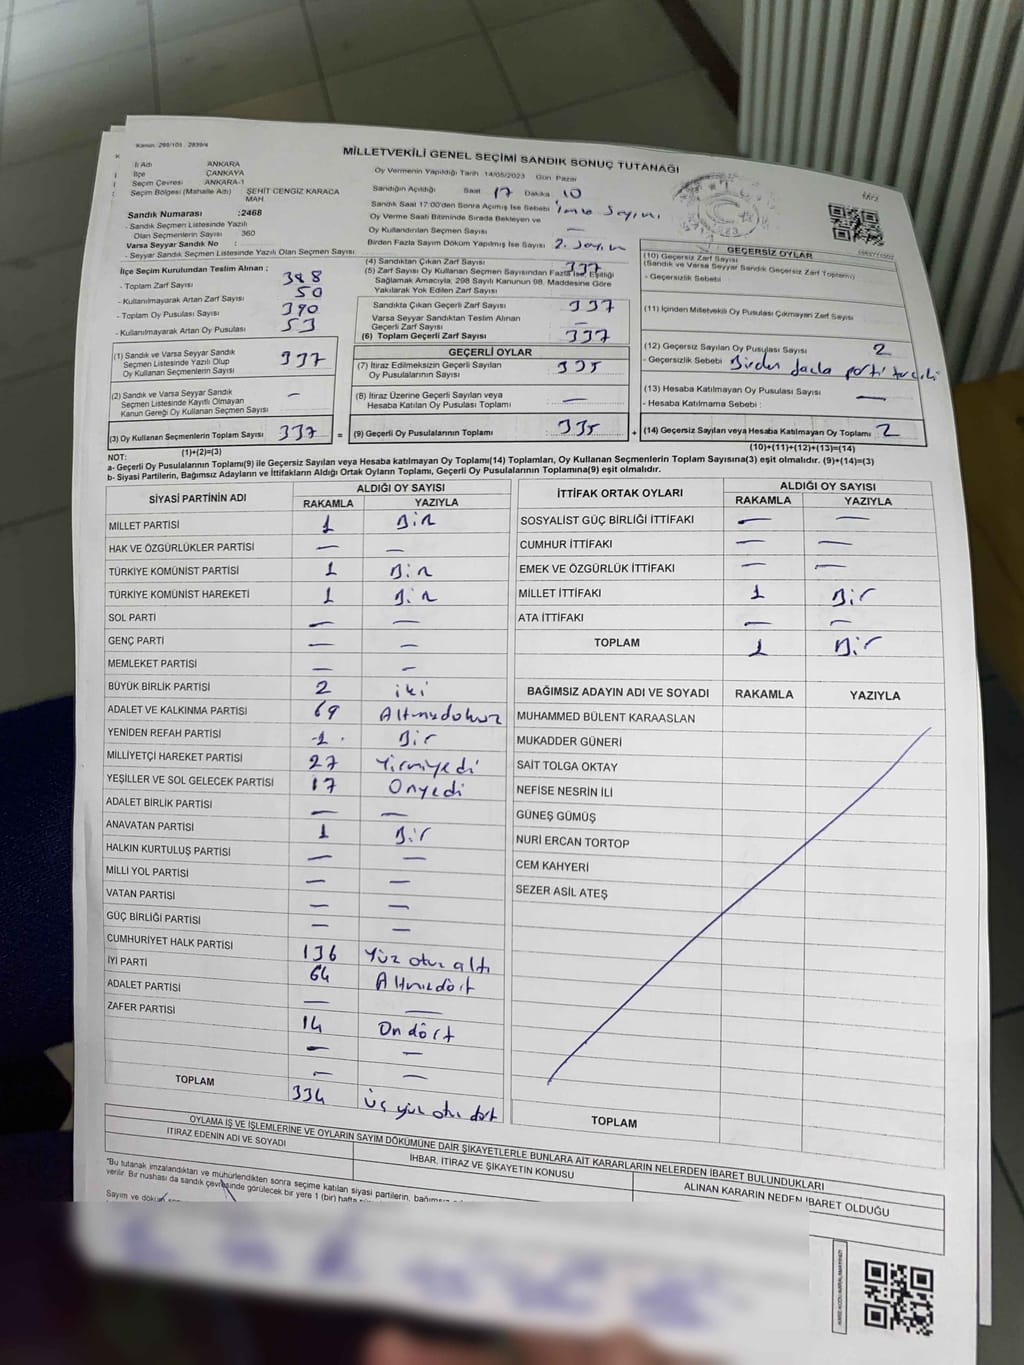 Kanun: 298/105 . 2839/4
MİLLETVEKİLİ GENEL SEÇİMİ SANDIK SONUÇ TUTANAĞI
İl Adı ANKARA
İlçe ÇANKAYA
Seçim Çevresi ANKARA-1
Seçim Bölgesi (Mahalle Adı) ŞEHİT CENGİZ KARACA MAH.
Sandık Numarası :2468
- Sandık Seçmen Listesinde Yazılı
Olan Seçmenlerin Sayısı 360
Varsa Seyyar Sandık No :
- Seyyar Sandık Seçmen Listesinde Yazılı Olan Seçmen Sayısı
Oy Vermenin Yapıldığı Tarih 14/05/2023 Gün Pazar
Sandığın Açıldığı Saat 17 Dakika 10
Sandık Saat 17:00'den Sonra Açılmış İse Sebebi imza sayımı
Oy Verme Saati Bitiminde Sırada Bekleyen ve
Oy Kullandırılan Seçmen Sayısı —
Birden Fazla Sayım Döküm Yapılmış İse Sayısı 2. sayım
İlçe Seçim Kurulundan Teslim Alınan ;
- Toplam Zarf Sayısı 388
- Kullanılmayarak Artan Zarf Sayısı 50
- Toplam Oy Pusulası Sayısı 390
- Kullanılmayarak Artan Oy Pusulası 53
(1) Sandık ve Varsa Seyyar Sandık
Seçmen Listesinde Yazılı Olup
Oy Kullanan Seçmenlerin Sayısı 337
(2) Sandık ve Varsa Seyyar Sandık
Seçmen Listesinde Kayıtlı Olmayan
Kanun Gereği Oy Kullanan Seçmen Sayısı —
(3) Oy Kullanan Seçmenlerin Toplam Sayısı 337
(1)+(2)=(3)
(4) Sandıktan Çıkan Zarf Sayısı 337
(5) Zarf Sayısı Oy Kullanan Seçmen Sayısından Fazla İse, Eşitliği
Sağlamak Amacıyla, 298 Sayılı Kanunun 98. Maddesine Göre
Yakılarak Yok Edilen Zarf Sayısı
Sandıkta Çıkan Geçerli Zarf Sayısı 337
Varsa Seyyar Sandıktan Teslim Alınan
Geçerli Zarf Sayısı —
(6) Toplam Geçerli Zarf Sayısı 337
GEÇERLİ OYLAR
(7) İtiraz Edilmeksizin Geçerli Sayılan
Oy Pusulalarının Sayısı 335
(8) İtiraz Üzerine Geçerli Sayılan veya
Hesaba Katılan Oy Pusulası Toplamı —
= (9) Geçerli Oy Pusulalarının Toplamı 335 +
GEÇERSİZ OYLAR
(10) Geçersiz Zarf Sayısı
(Sandık ve Varsa Seyyar Sandık Geçersiz Zarf Toplamı)
- Geçersizlik Sebebi
(11) İçinden Milletvekili Oy Pusulası Çıkmayan Zarf Sayısı
(12) Geçersiz Sayılan Oy Pusulası Sayısı 2
- Geçersizlik Sebebi Birden fazla parti tercihi
(13) Hesaba Katılmayan Oy Pusulası Sayısı —
- Hesaba Katılmama Sebebi :
(14) Geçersiz Sayılan veya Hesaba Katılmayan Oy Toplamı 2
(10)+(11)+(12)+(13)=(14)
NOT:
a- Geçerli Oy Pusulalarının Toplamı(9) ile Geçersiz Sayılan veya Hesaba Katılmayan Oy Toplamı(14) Toplamları, Oy Kullanan Seçmenlerin Toplam Sayısına(3) eşit olmalıdır. (9)+(14)=(3)
b- Siyasi Partilerin, Bağımsız Adayların ve İttifakların Aldığı Ortak Oyların Toplamı, Geçerli Oy Pusulalarının Toplamına(9) eşit olmalıdır.
SİYASİ PARTİNİN ADI ALDIĞI OY SAYISI
RAKAMLA YAZIYLA
MİLLET PARTİSİ 1 Bir
HAK VE ÖZGÜRLÜKLER PARTİSİ — —
TÜRKİYE KOMÜNİST PARTİSİ 1 Bir
TÜRKİYE KOMÜNİST HAREKETİ 1 Bir
SOL PARTİ — —
GENÇ PARTİ — —
MEMLEKET PARTİSİ — —
BÜYÜK BİRLİK PARTİSİ 2 iki
ADALET VE KALKINMA PARTİSİ 69 Altmışdokuz
YENİDEN REFAH PARTİSİ 1 Bir
MİLLİYETÇİ HAREKET PARTİSİ 27 Yirmiyedi
YEŞİLLER VE SOL GELECEK PARTİSİ 17 Onyedi
ADALET BİRLİK PARTİSİ — —
ANAVATAN PARTİSİ 1 Bir
HALKIN KURTULUŞ PARTİSİ — —
MİLLİ YOL PARTİSİ — —
VATAN PARTİSİ — —
GÜÇ BİRLİĞİ PARTİSİ — —
CUMHURİYET HALK PARTİSİ 136 Yüz otuz altı
İYİ PARTİ 64 Altmışdört
ADALET PARTİSİ — —
ZAFER PARTİSİ 14 On dört
— —
— —
TOPLAM 334 Üç yüz otuz dört
İTTİFAK ORTAK OYLARI ALDIĞI OY SAYISI
RAKAMLA YAZIYLA
SOSYALİST GÜÇ BİRLİĞİ İTTİFAKI — —
CUMHUR İTTİFAKI — —
EMEK VE ÖZGÜRLÜK İTTİFAKI — —
MİLLET İTTİFAKI 1 Bir
ATA İTTİFAKI — —
TOPLAM 1 Bir
BAĞIMSIZ ADAYIN ADI VE SOYADI RAKAMLA YAZIYLA
MUHAMMED BÜLENT KARAASLAN
MUKADDER GÜNERİ
SAİT TOLGA OKTAY
NEFİSE NESRİN İLİ
GÜNEŞ GÜMÜŞ
NURİ ERCAN TORTOP
CEM KAHYERİ
SEZER ASİL ATEŞ
TOPLAM
OYLAMA İŞ VE İŞLEMLERİNE VE OYLARIN SAYIM DÖKÜMÜNE DAİR ŞİKAYETLERLE BUNLARA AİT KARARLARIN NELERDEN İBARET BULUNDUKLARI
İTİRAZ EDENİN ADI VE SOYADI İHBAR, İTİRAZ VE ŞİKAYETİN KONUSU ALINAN KARARIN NEDEN İBARET OLDUĞU
"Bu tutanak imzalandıktan ve mühürlendikten sonra seçime katılan siyasi partilerin, bağımsız
verilir. Bir nüshası da sandık çevresinde görülecek bir yere 1 (bir) hafta
Sayım ve döküm